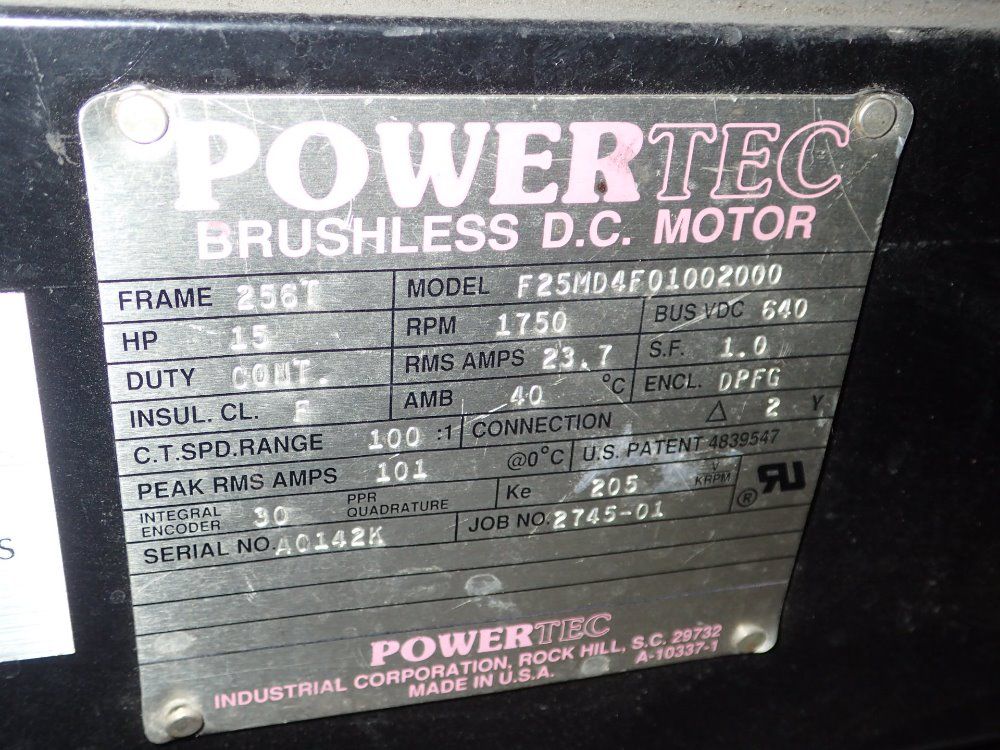 POWERTEC
BRUSHLESS D.C. MOTOR
FRAME 256T MODEL F25MD4F01002000
HP 15 RPM 1750 BUS VDC 640
DUTY CONT. RMS AMPS 23.7 S.F. 1.0
INSUL. CL. F AMB 40 °C ENCL. DPFG
C.T.SPD.RANGE 100 :1 CONNECTION △ 2 Y
PEAK RMS AMPS 101 @0°C U.S. PATENT 4839547
INTEGRAL ENCODER 30 PPR QUADRATURE Ke 205 V KRPM ®
SERIAL NO. A0142K JOB NO. 2745-01
S
POWERTEC
INDUSTRIAL CORPORATION, ROCK HILL, S.C. 29732
MADE IN U.S.A. A-10337-1